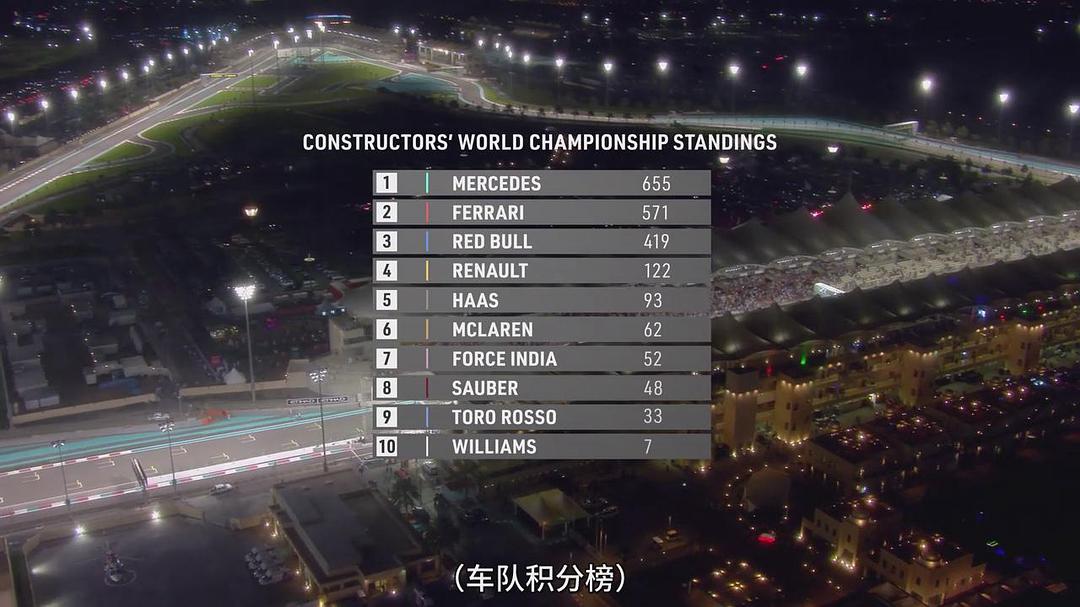 CONSTRUCTORS' WORLD CHAMPIONSHIP STANDINGS
1 MERCEDES 655
2 FERRARI 571
3 RED BULL 419
4 RENAULT 122
5 HAAS 93
6 MCLAREN 62
7 FORCE INDIA 52
8 SAUBER 48
9 TORO ROSSO 33
10 WILLIAMS 7
（车队积分榜）